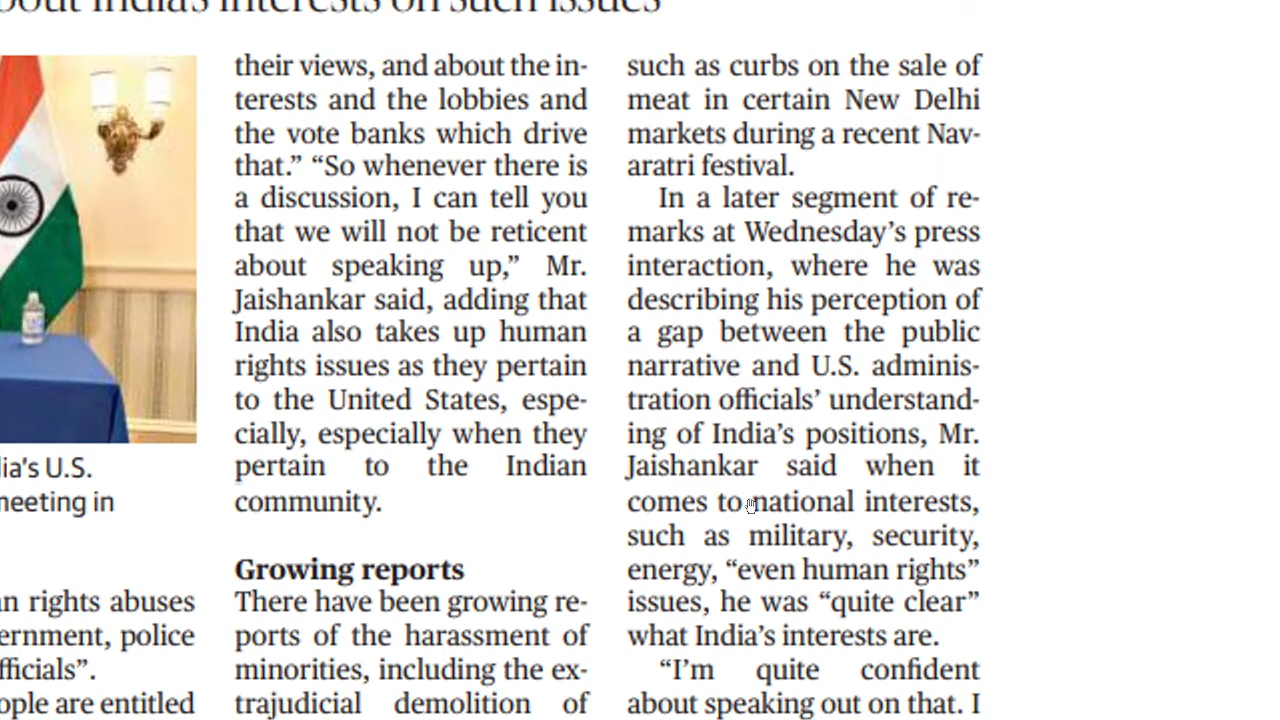 about India's interests on such issues
ia's U.S.
meeting in
rights abuses
ernment, police
officials".
ople are entitled
their views, and about the in-
terests and the lobbies and
the vote banks which drive
that." "So whenever there is
a discussion, I can tell you
that we will not be reticent
about speaking up," Mr.
Jaishankar said, adding that
India also takes up human
rights issues as they pertain
to the United States, espe-
cially, especially when they
pertain to the Indian
community.
Growing reports
There have been growing re-
ports of the harassment of
minorities, including the ex-
trajudicial demolition of
such as curbs on the sale of
meat in certain New Delhi
markets during a recent Nav-
aratri festival.
In a later segment of re-
marks at Wednesday's press
interaction, where he was
describing his perception of
a gap between the public
narrative and U.S. adminis-
tration officials' understand-
ing of India's positions, Mr.
Jaishankar said when it
comes to national interests,
such as military, security,
energy, "even human rights"
issues, he was "quite clear"
what India's interests are.
"I'm quite confident
about speaking out on that. I